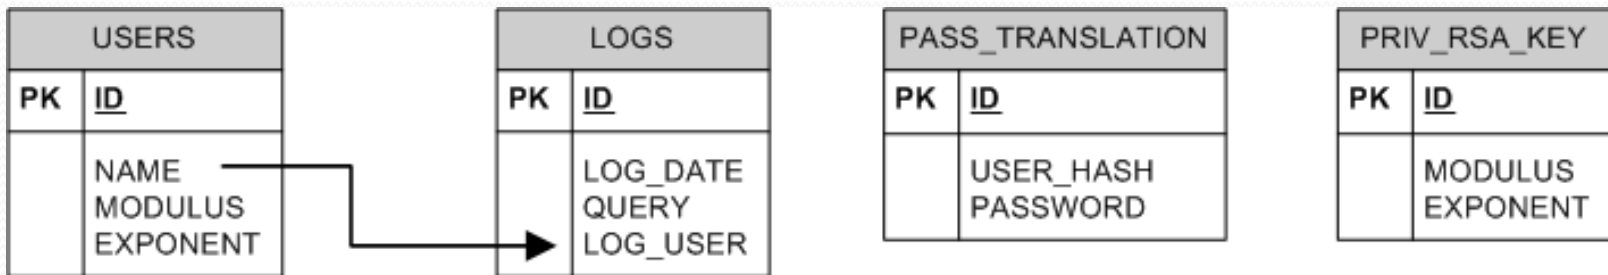 USERS
PK ID
NAME
MODULUS
EXPONENT
LOGS
PK ID
LOG_DATE
QUERY
LOG_USER
PASS_TRANSLATION
PK ID
USER_HASH
PASSWORD
PRIV_RSA_KEY
PK ID
MODULUS
EXPONENT